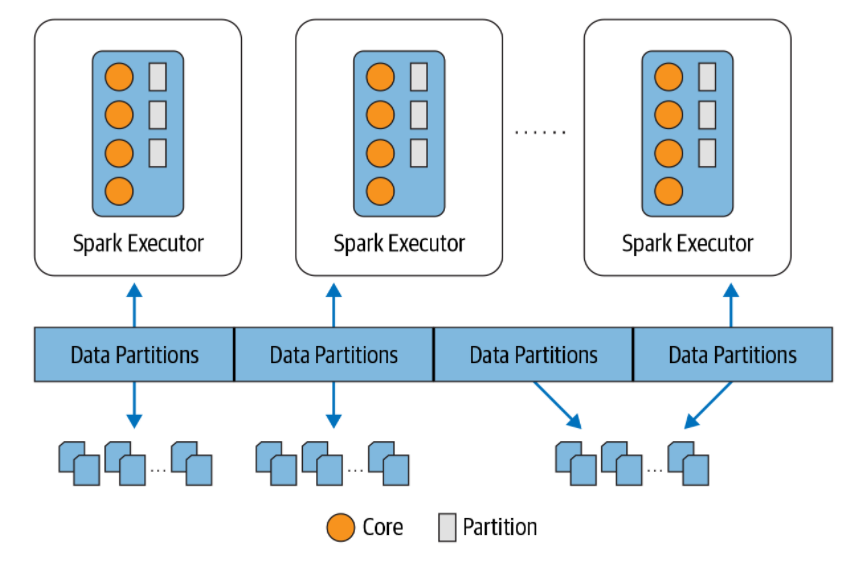 Spark Executor
Spark Executor
......
Spark Executor
Data Partitions
Data Partitions
Data Partitions
Data Partitions
...
...
...
Core
Partition